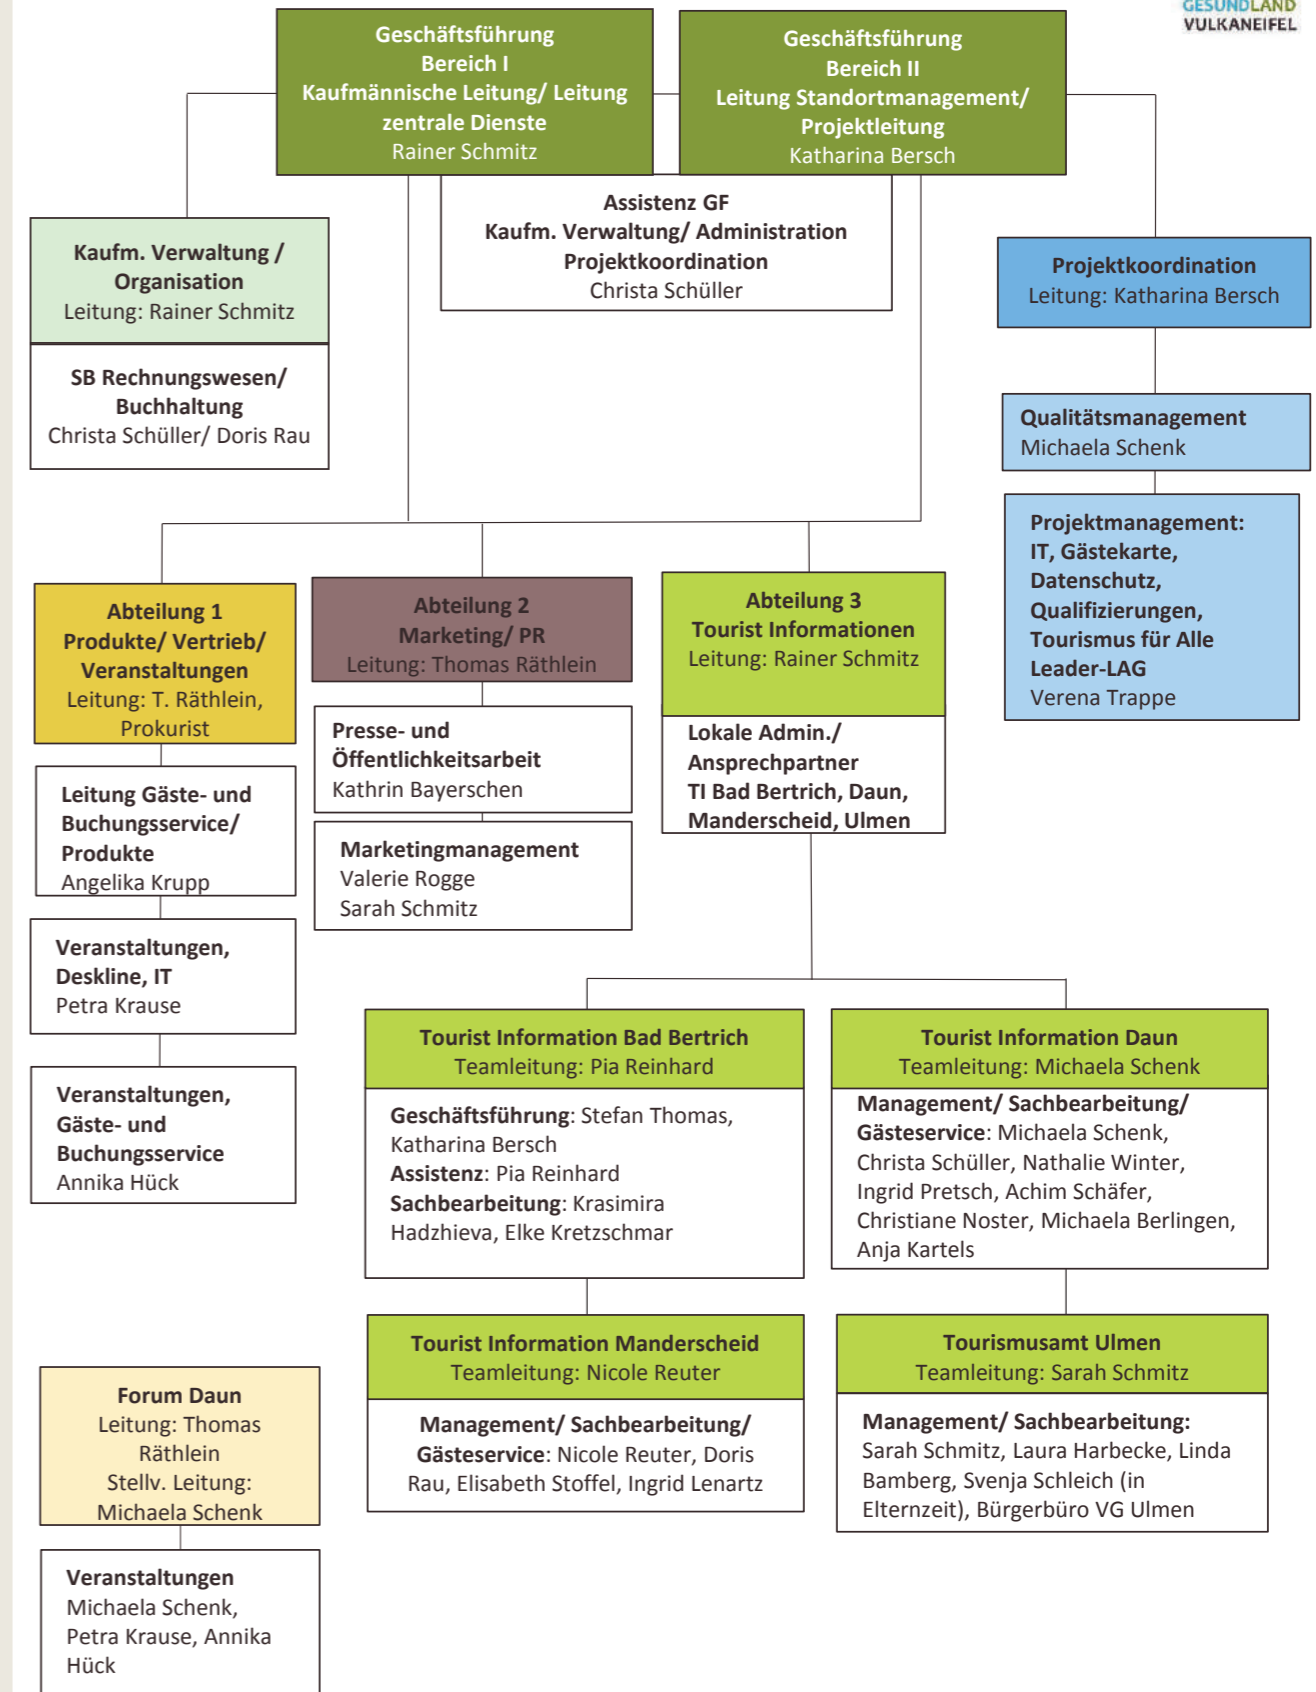 GESUNDLAND
VULKANEIFEL
Geschäftsführung
Bereich I
Kaufmännische Leitung/ Leitung
zentrale Dienste
Rainer Schmitz
Geschäftsführung
Bereich II
Leitung Standortmanagement/
Projektleitung
Katharina Bersch
Assistenz GF
Kaufm. Verwaltung/ Administration
Projektkoordination
Christa Schüller
Kaufm. Verwaltung /
Organisation
Leitung: Rainer Schmitz
SB Rechnungswesen/
Buchhaltung
Christa Schüller/ Doris Rau
Projektkoordination
Leitung: Katharina Bersch
Qualitätsmanagement
Michaela Schenk
Projektmanagement:
IT, Gästekarte,
Datenschutz,
Qualifizierungen,
Tourismus für Alle
Leader-LAG
Verena Trappe
Abteilung 1
Produkte/ Vertrieb/
Veranstaltungen
Leitung: T. Räthlein,
Prokurist
Leitung Gäste- und
Buchungsservice/
Produkte
Angelika Krupp
Veranstaltungen,
Deskline, IT
Petra Krause
Veranstaltungen,
Gäste- und
Buchungsservice
Annika Hück
Abteilung 2
Marketing/ PR
Leitung: Thomas Räthlein
Presse- und
Öffentlichkeitsarbeit
Kathrin Bayerschen
Marketingmanagement
Valerie Rogge
Sarah Schmitz
Abteilung 3
Tourist Informationen
Leitung: Rainer Schmitz
Lokale Admin./
Ansprechpartner
TI Bad Bertrich, Daun,
Manderscheid, Ulmen
Tourist Information Bad Bertrich
Teamleitung: Pia Reinhard
Geschäftsführung: Stefan Thomas,
Katharina Bersch
Assistenz: Pia Reinhard
Sachbearbeitung: Krasimira
Hadzhieva, Elke Kretzschmar
Tourist Information Daun
Teamleitung: Michaela Schenk
Management/ Sachbearbeitung/
Gästeservice: Michaela Schenk,
Christa Schüller, Nathalie Winter,
Ingrid Pretsch, Achim Schäfer,
Christiane Noster, Michaela Berlingen,
Anja Kartels
Tourist Information Manderscheid
Teamleitung: Nicole Reuter
Management/ Sachbearbeitung/
Gästeservice: Nicole Reuter, Doris
Rau, Elisabeth Stoffel, Ingrid Lenartz
Tourismusamt Ulmen
Teamleitung: Sarah Schmitz
Management/ Sachbearbeitung:
Sarah Schmitz, Laura Harbecke, Linda
Bamberg, Svenja Schleich (in
Elternzeit), Bürgerbüro VG Ulmen
Forum Daun
Leitung: Thomas
Räthlein
Stellv. Leitung:
Michaela Schenk
Veranstaltungen
Michaela Schenk,
Petra Krause, Annika
Hück